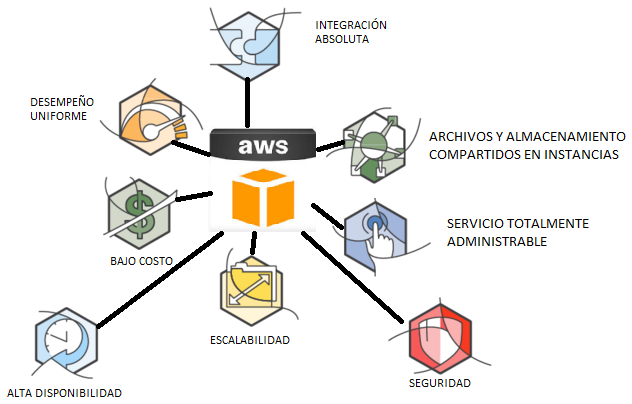 INTEGRACIÓN
ABSOLUTA
DESEMPEÑO
UNIFORME
aws
ARCHIVOS Y ALMACENAMIENTO
COMPARTIDOS EN INSTANCIAS
SERVICIO TOTALMENTE
ADMINISTRABLE
BAJO COSTO
ESCALABILIDAD
SEGURIDAD
ALTA DISPONIBILIDAD